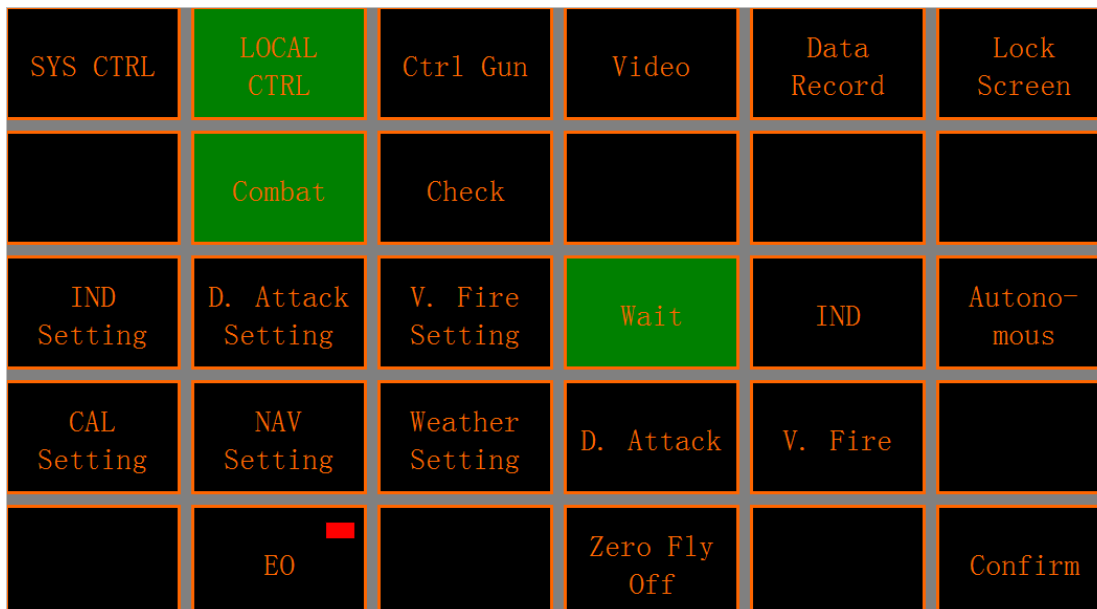 SYS CTRL
LOCAL
CTRL
Ctrl Gun
Video
Data
Record
Lock
Screen
Combat
Check
IND
Setting
D. Attack
Setting
V. Fire
Setting
Wait
IND
Autono-
mous
CAL
Setting
NAV
Setting
Weather
Setting
D. Attack
V. Fire
EO
Zero Fly
Off
Confirm